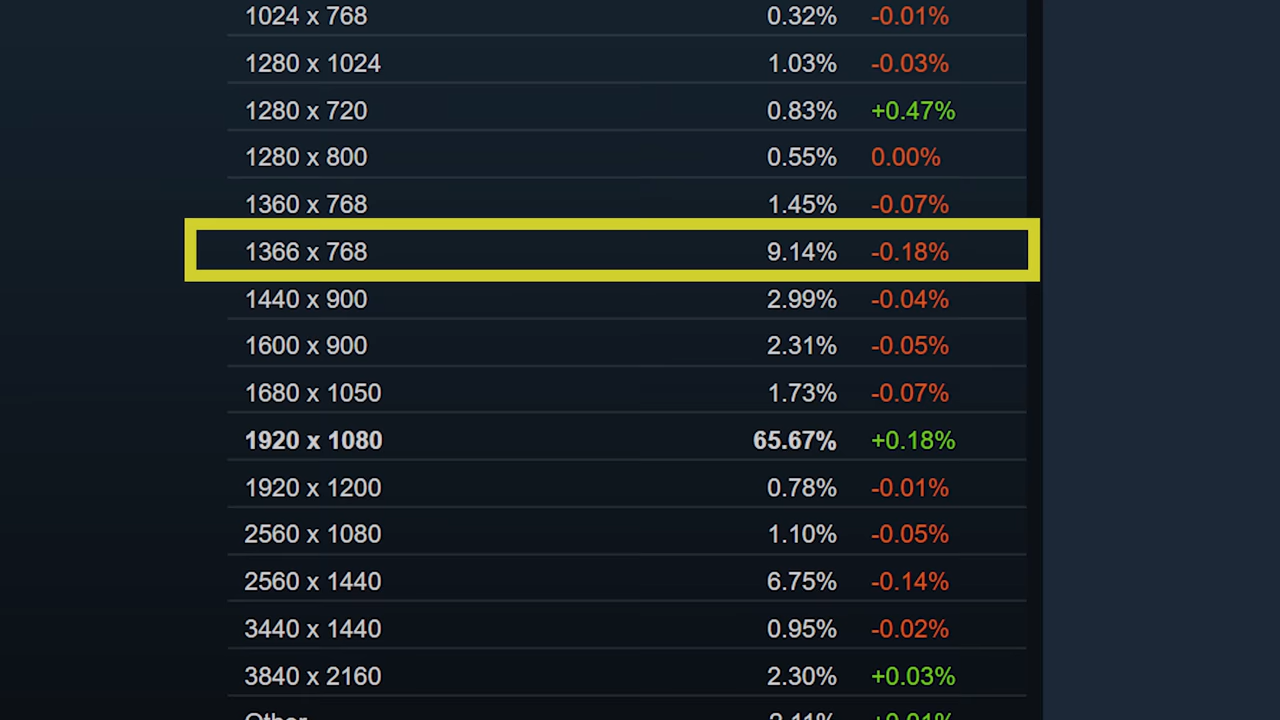 1024 x 768 0.32% -0.01%
1280 x 1024 1.03% -0.03%
1280 x 720 0.83% +0.47%
1280 x 800 0.55% 0.00%
1360 x 768 1.45% -0.07%
1366 x 768 9.14% -0.18%
1440 x 900 2.99% -0.04%
1600 x 900 2.31% -0.05%
1680 x 1050 1.73% -0.07%
1920 x 1080 65.67% +0.18%
1920 x 1200 0.78% -0.01%
2560 x 1080 1.10% -0.05%
2560 x 1440 6.75% -0.14%
3440 x 1440 0.95% -0.02%
3840 x 2160 2.30% +0.03%
Other